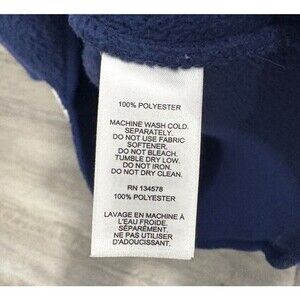 100% POLYESTER
MACHINE WASH COLD.
SEPARATELY.
DO NOT USE FABRIC
SOFTENER.
DO NOT BLEACH.
TUMBLE DRY LOW.
DO NOT IRON.
DO NOT DRY CLEAN.
RN 134578
100% POLYESTER
LAVAGE EN MACHINE À
L'EAU FROIDE.
SÉPAREMENT.
NE PAS UTILISER
D'ADOUCISSANT.